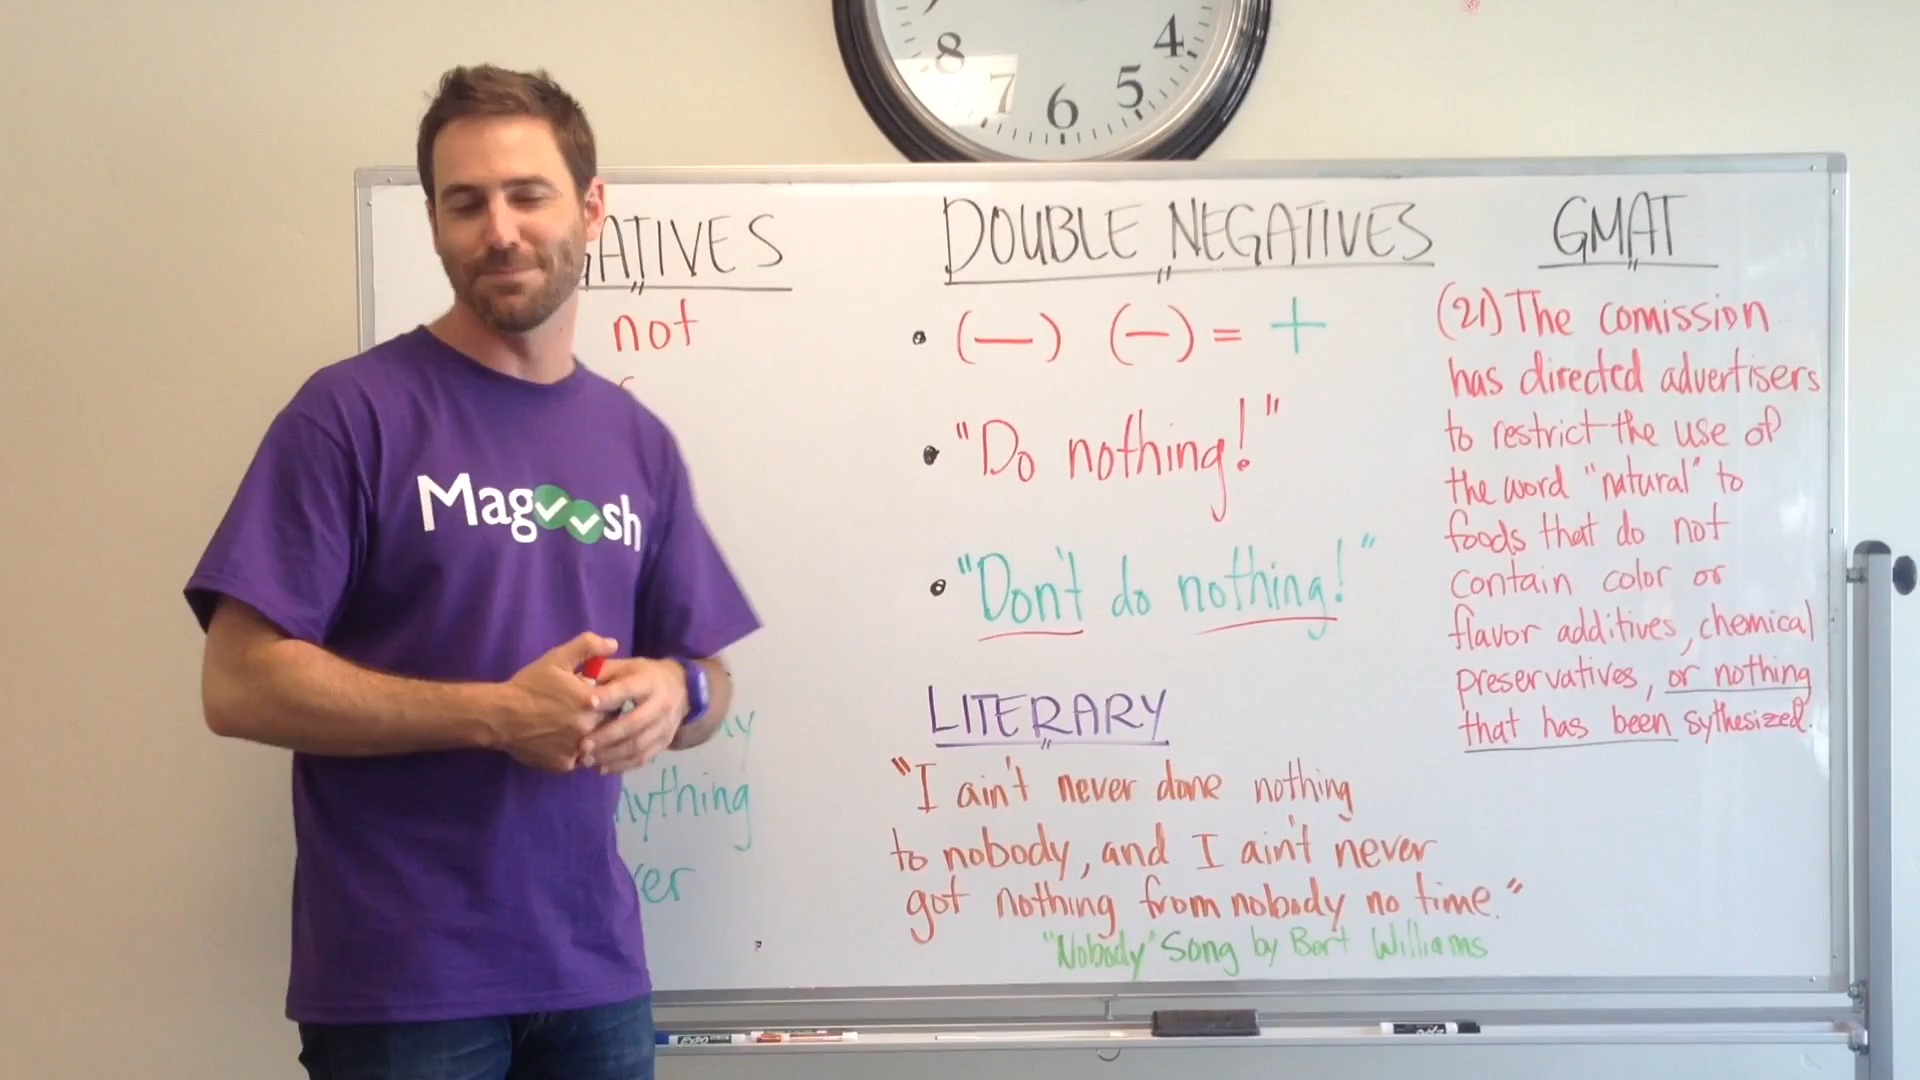 8 7 6 5 4
Magoosh
GATIVES
not
nything
er
DOUBLE NEGATIVES
• (—) (—) = +
• "Do nothing!"
• "Don't do nothing!"
LITERARY
"I ain't never done nothing
to nobody, and I ain't never
got nothing from nobody no time."
"Nobody" Song by Bert Williams
GMAT
(21) The comission
has directed advertisers
to restrict the use of
the word "natural" to
foods that do not
contain color or
flavor additives, chemical
preservatives, or nothing
that has been sythesized.
EXPO